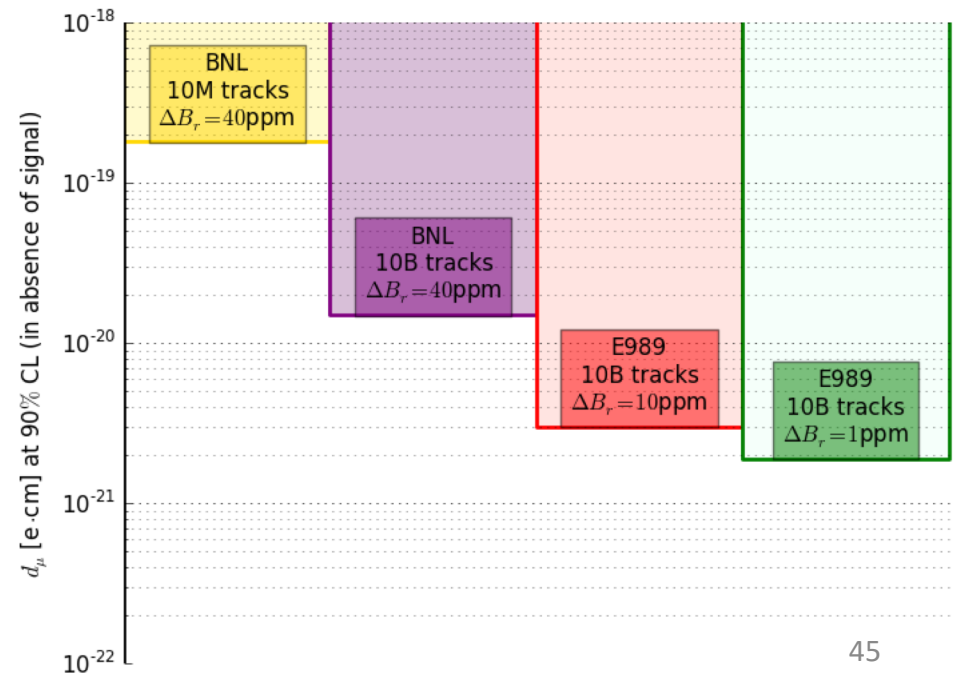 10⁻¹⁸
10⁻¹⁹
10⁻²⁰
10⁻²¹
10⁻²²
d_μ [e·cm] at 90% CL (in absence of signal)
BNL
10M tracks
ΔB_r=40ppm
BNL
10B tracks
ΔB_r=40ppm
E989
10B tracks
ΔB_r=10ppm
E989
10B tracks
ΔB_r=1ppm
45